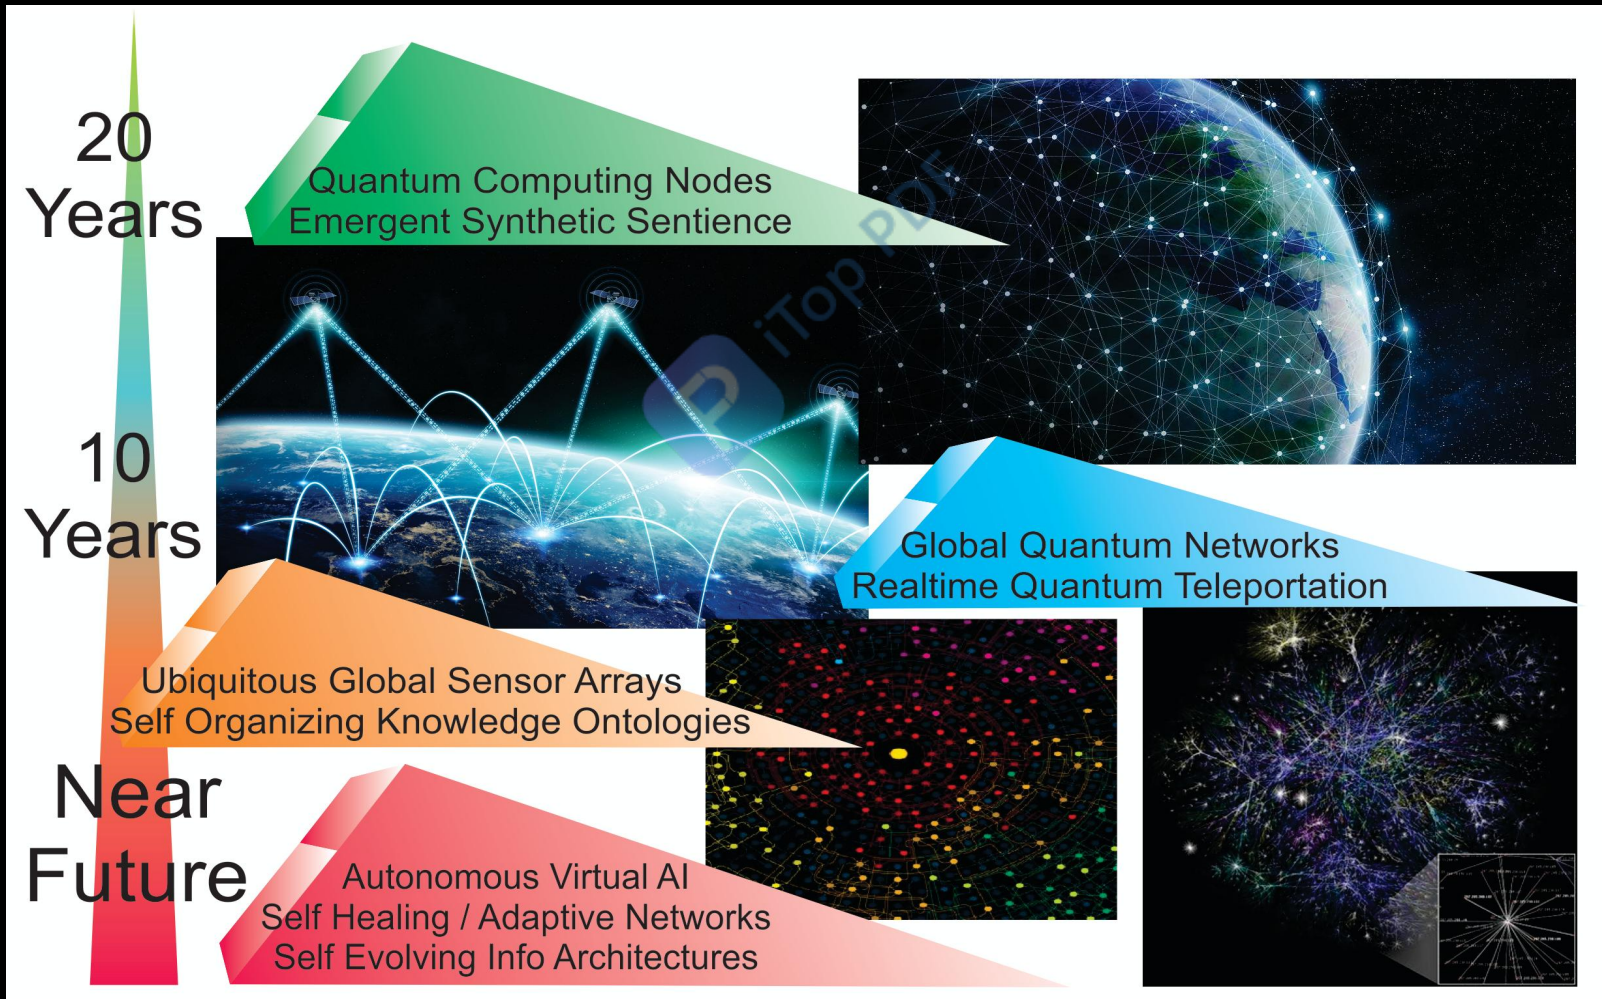 20
Years
Quantum Computing Nodes
Emergent Synthetic Sentience
iTop PDF
10
Years
Global Quantum Networks
Realtime Quantum Teleportation
Ubiquitous Global Sensor Arrays
Self Organizing Knowledge Ontologies
Near
Future
Autonomous Virtual AI
Self Healing / Adaptive Networks
Self Evolving Info Architectures